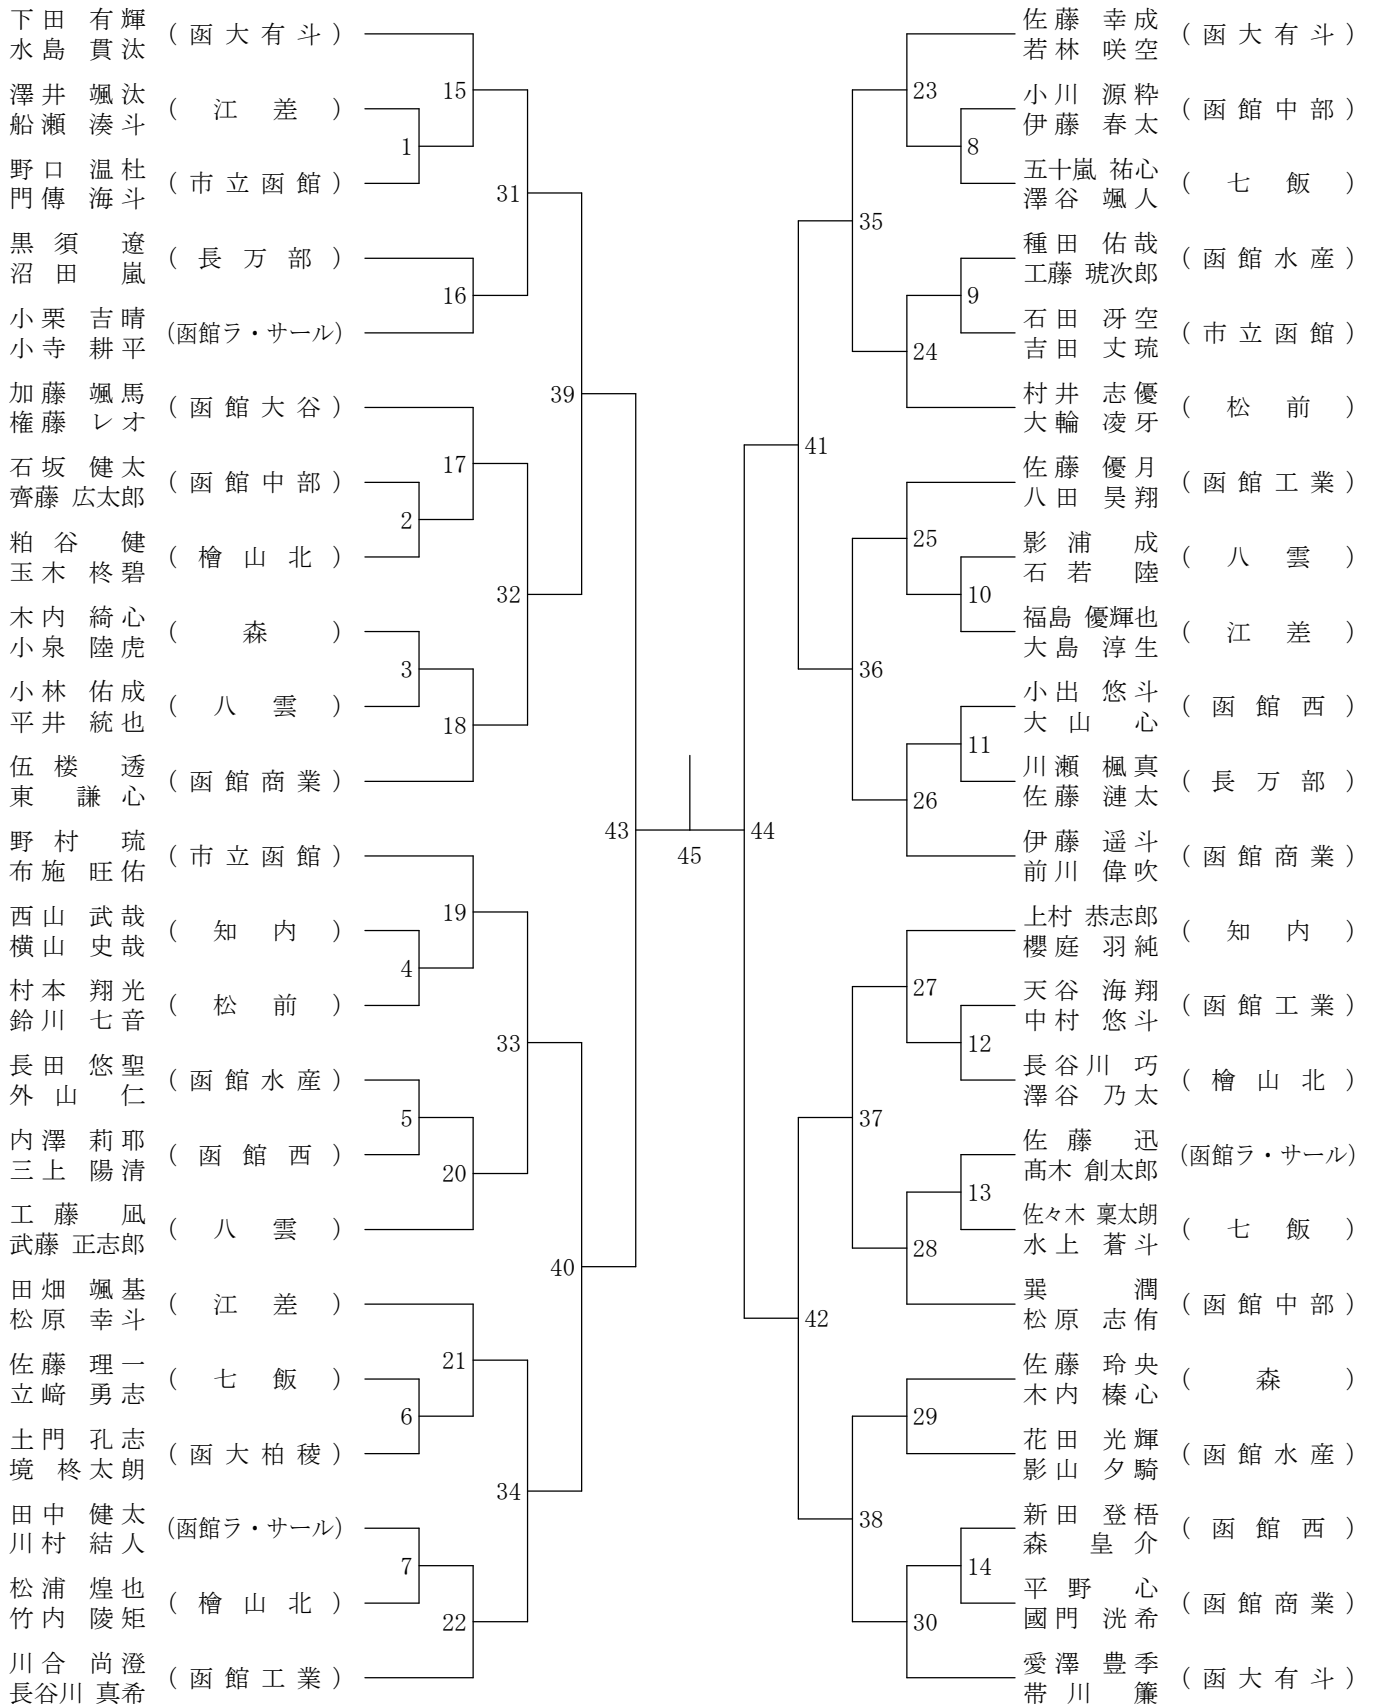 下田 有輝
水島 貫汰
(函大有斗)
澤井 颯汰
船瀬 湊斗
(江差)
野口 温杜
門傳 海斗
(市立函館)
黒須 遼
沼田 嵐
(長万部)
小栗 吉晴
小寺 耕平
(函館ラ・サール)
加藤 颯馬
権藤 レオ
(函館大谷)
石坂 健太
齊藤 広太郎
(函館中部)
粕谷 健
玉木 柊碧
(檜山北)
木内 綺心
小泉 陸虎
(森)
小林 佑成
平井 統也
(八雲)
伍楼 透
東 謙心
(函館商業)
野村 琉
布施 旺佑
(市立函館)
西山 武哉
横山 史哉
(知内)
村本 翔光
鈴川 七音
(松前)
長田 悠聖
外山 仁
(函館水産)
内澤 莉耶
三上 陽清
(函館西)
工藤 凪
武藤 正志郎
(八雲)
田畑 颯基
松原 幸斗
(江差)
佐藤 理一
立﨑 勇志
(七飯)
土門 孔志
境 柊太朗
(函大柏稜)
田中 健太
川村 結人
(函館ラ・サール)
松浦 煌也
竹内 陵矩
(檜山北)
川合 尚澄
長谷川 真希
(函館工業)
1
2
3
4
5
6
7
15
16
17
18
19
20
21
22
31
32
33
34
39
40
43
45
44
41
42
35
36
37
38
23
24
25
26
27
28
29
30
8
9
10
11
12
13
14
佐藤 幸成
若林 咲空
(函大有斗)
小川 源粋
伊藤 春太
(函館中部)
五十嵐 祐心
澤谷 颯人
(七飯)
種田 佑哉
工藤 琥次郎
(函館水産)
石田 冴空
吉田 丈琉
(市立函館)
村井 志優
大輪 凌牙
(松前)
佐藤 優月
八田 昊翔
(函館工業)
影浦 成
石若 陸
(八雲)
福島 優輝也
大島 淳生
(江差)
小出 悠斗
大山 心
(函館西)
川瀬 楓真
佐藤 漣太
(長万部)
伊藤 遥斗
前川 偉吹
(函館商業)
上村 恭志郎
櫻庭 羽純
(知内)
天谷 海翔
中村 悠斗
(函館工業)
長谷川 巧
澤谷 乃太
(檜山北)
佐藤 迅
髙木 創太郎
(函館ラ・サール)
佐々木 稟太朗
水上 蒼斗
(七飯)
巽 潤
松原 志侑
(函館中部)
佐藤 玲央
木内 榛心
(森)
花田 光輝
影山 夕騎
(函館水産)
新田 登梧
森 皇介
(函館西)
平野 心
國門 洸希
(函館商業)
愛澤 豊季
帯川 簾
(函大有斗)